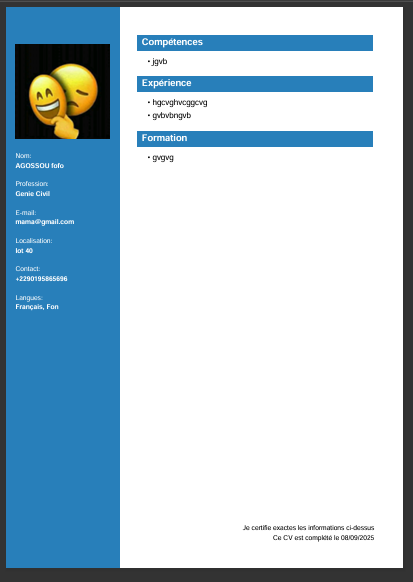 Nom:
AGOSSOU fofo
Profession:
Genie Civil
E-mail:
mama@gmail.com
Localisation:
lot 40
Contact:
+2290195865696
Langues:
Français, Fon
Compétences
• jgvb
Expérience
• hgcvghvcggcvg
• gvbvbngvb
Formation
• gvgvg
Je certifie exactes les informations ci-dessus
Ce CV est complété le 08/09/2025